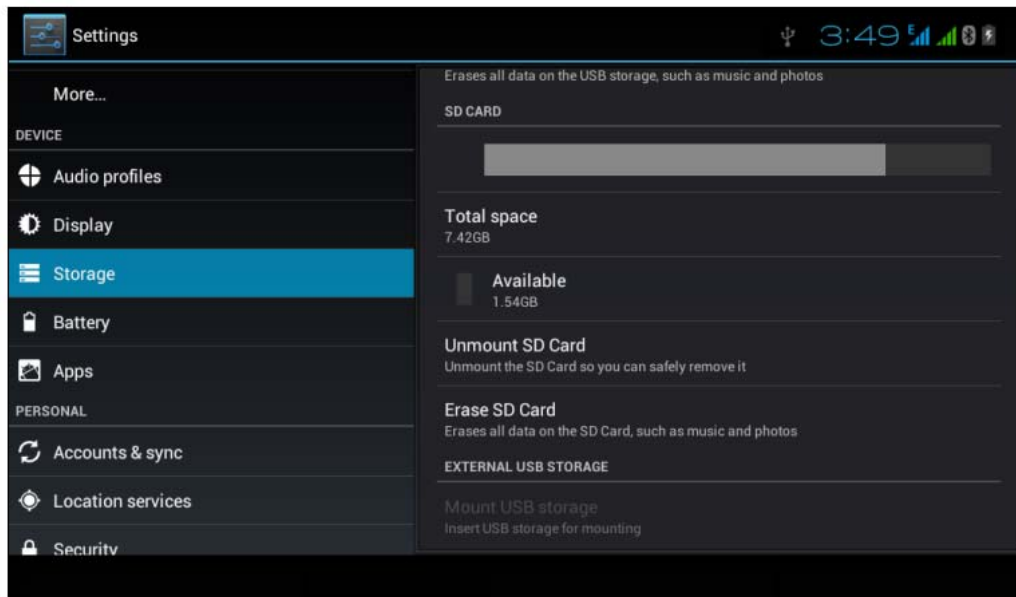 Settings
3:49
E
More...
DEVICE
Audio profiles
Display
Storage
Battery
Apps
PERSONAL
Accounts & sync
Location services
Security
Erases all data on the USB storage, such as music and photos
SD CARD
Total space
7.42GB
Available
1.54GB
Unmount SD Card
Unmount the SD Card so you can safely remove it
Erase SD Card
Erases all data on the SD Card, such as music and photos
EXTERNAL USB STORAGE
Mount USB storage
Insert USB storage for mounting